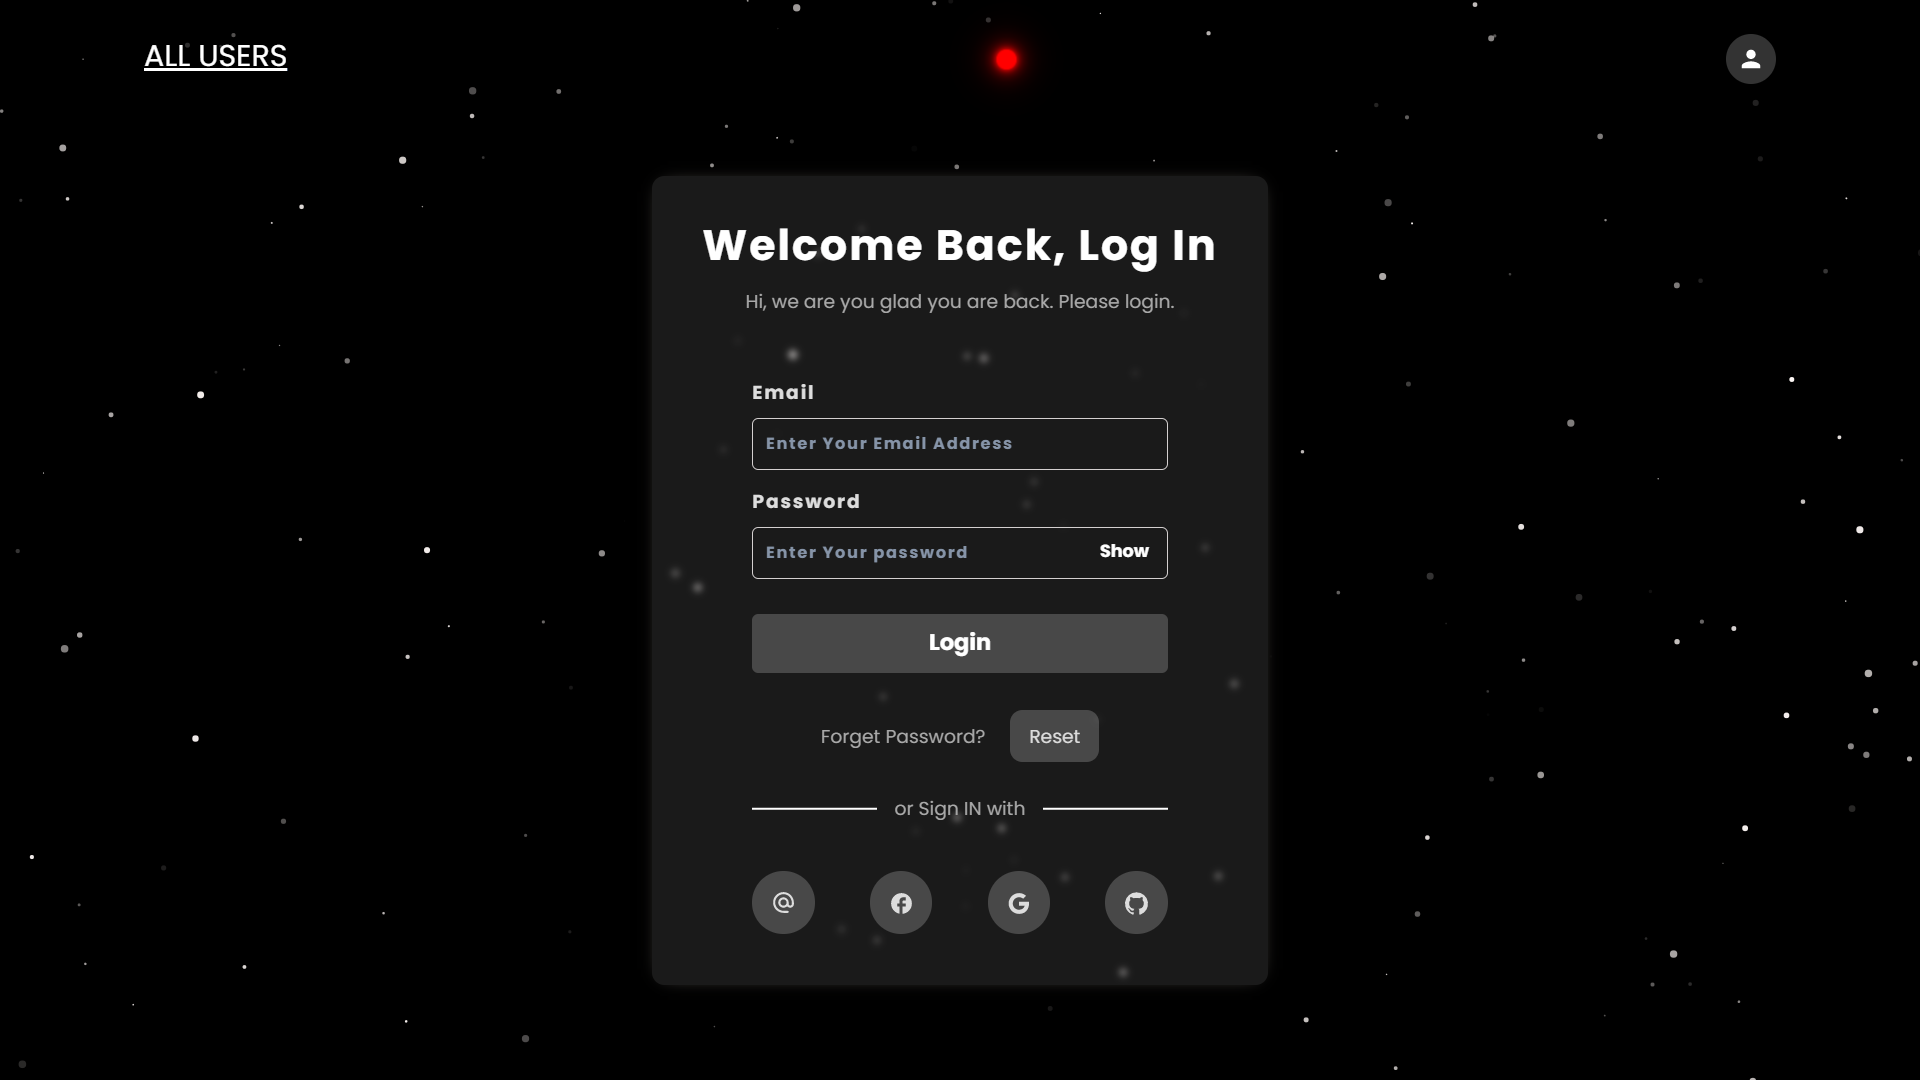 ALL USERS
Welcome Back, Log In
Hi, we are you glad you are back. Please login.
Email
Enter Your Email Address
Password
Enter Your password Show
Login
Forget Password? Reset
or Sign IN with